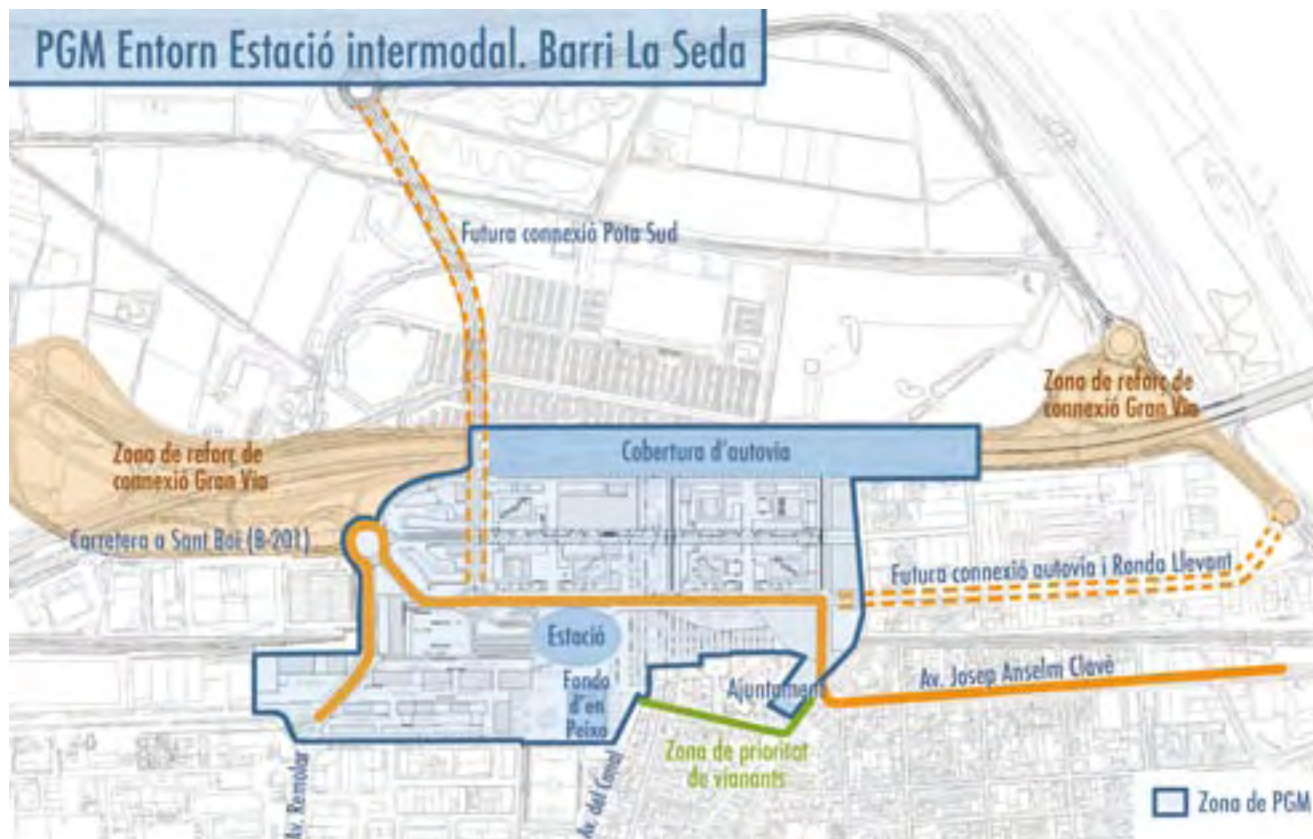 PGM Entorn Estació intermodal. Barri La Seda
Futura connexió Pota Sud
Zona de reforç de
connexió Gran Via
Zona de reforç de
connexió Gran Via
Cobertura d'autovia
Carretera a Sant Boi (B-201)
Futura connexió autovia i Ronda Llevant
Estació
Av. Josep Anselm Clavé
Fondo
d'en
Peixo
Ajuntament
Zona de prioritat
de vianants
Av. Remolar
Av. del Canal
Zona de PGM